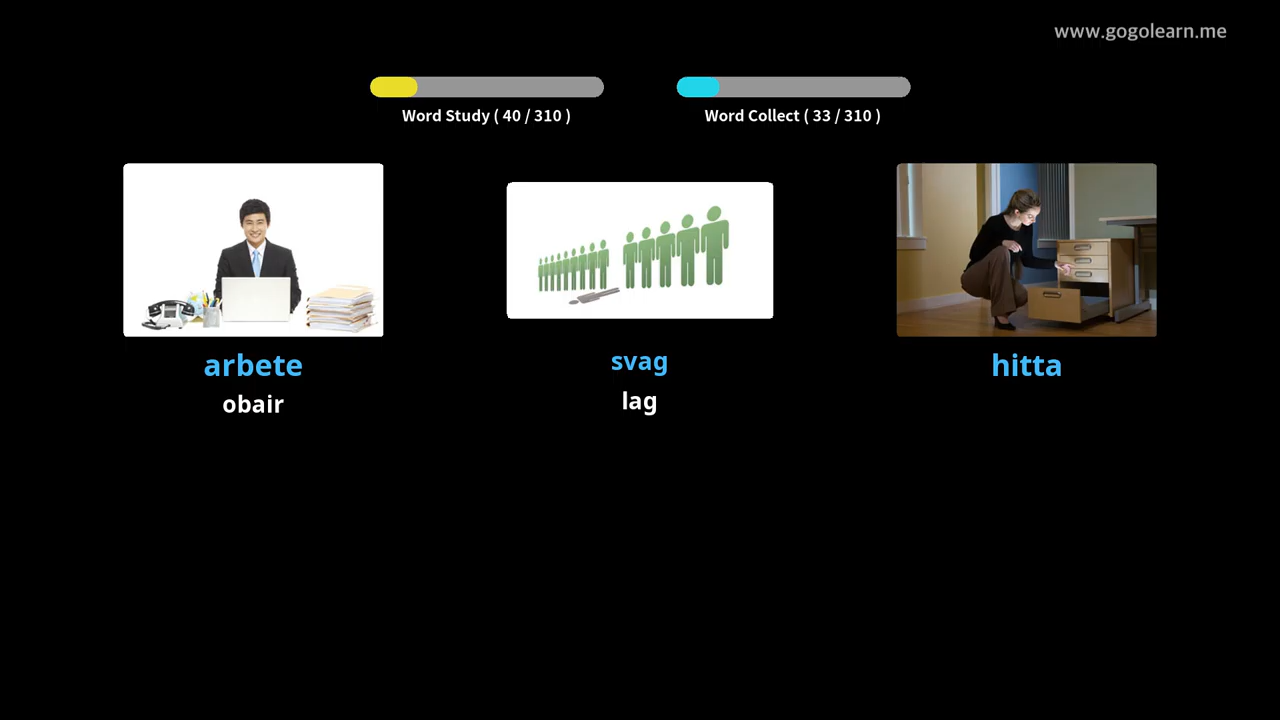 www.gogolearn.me
Word Study ( 40 / 310 )
Word Collect ( 33 / 310 )
arbete
obair
svag
lag
hitta